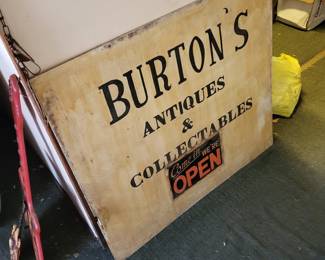 BURTON'S
ANTIQUES
&
COLLECTABLES
Come in
WE'RE
OPEN